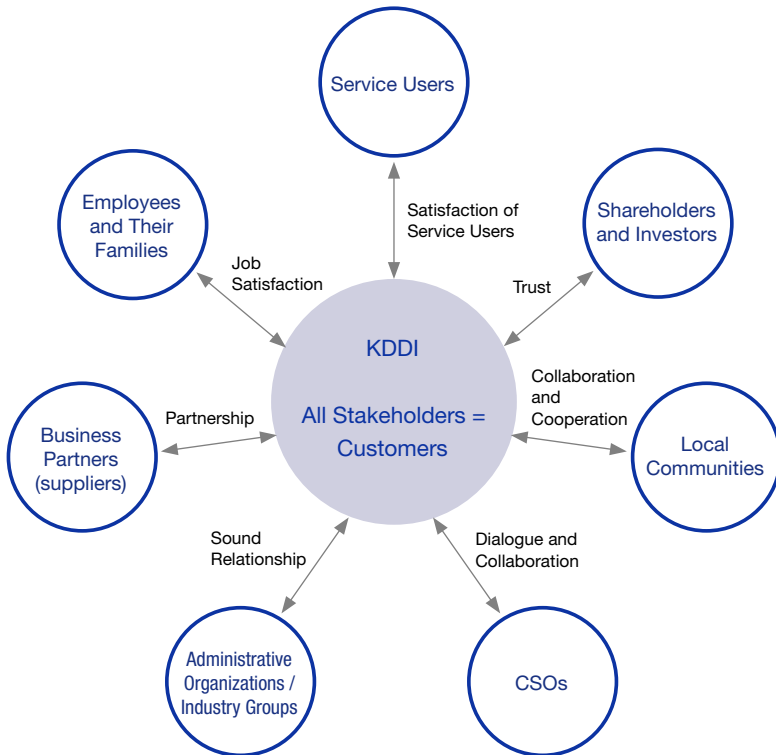 Service Users
Satisfaction of
Service Users
Employees
and Their
Families
Job
Satisfaction
Shareholders
and Investors
Trust
KDDI
All Stakeholders =
Customers
Partnership
Business
Partners
(suppliers)
Collaboration
and
Cooperation
Local
Communities
Sound
Relationship
Dialogue and
Collaboration
Administrative
Organizations /
Industry Groups
CSOs